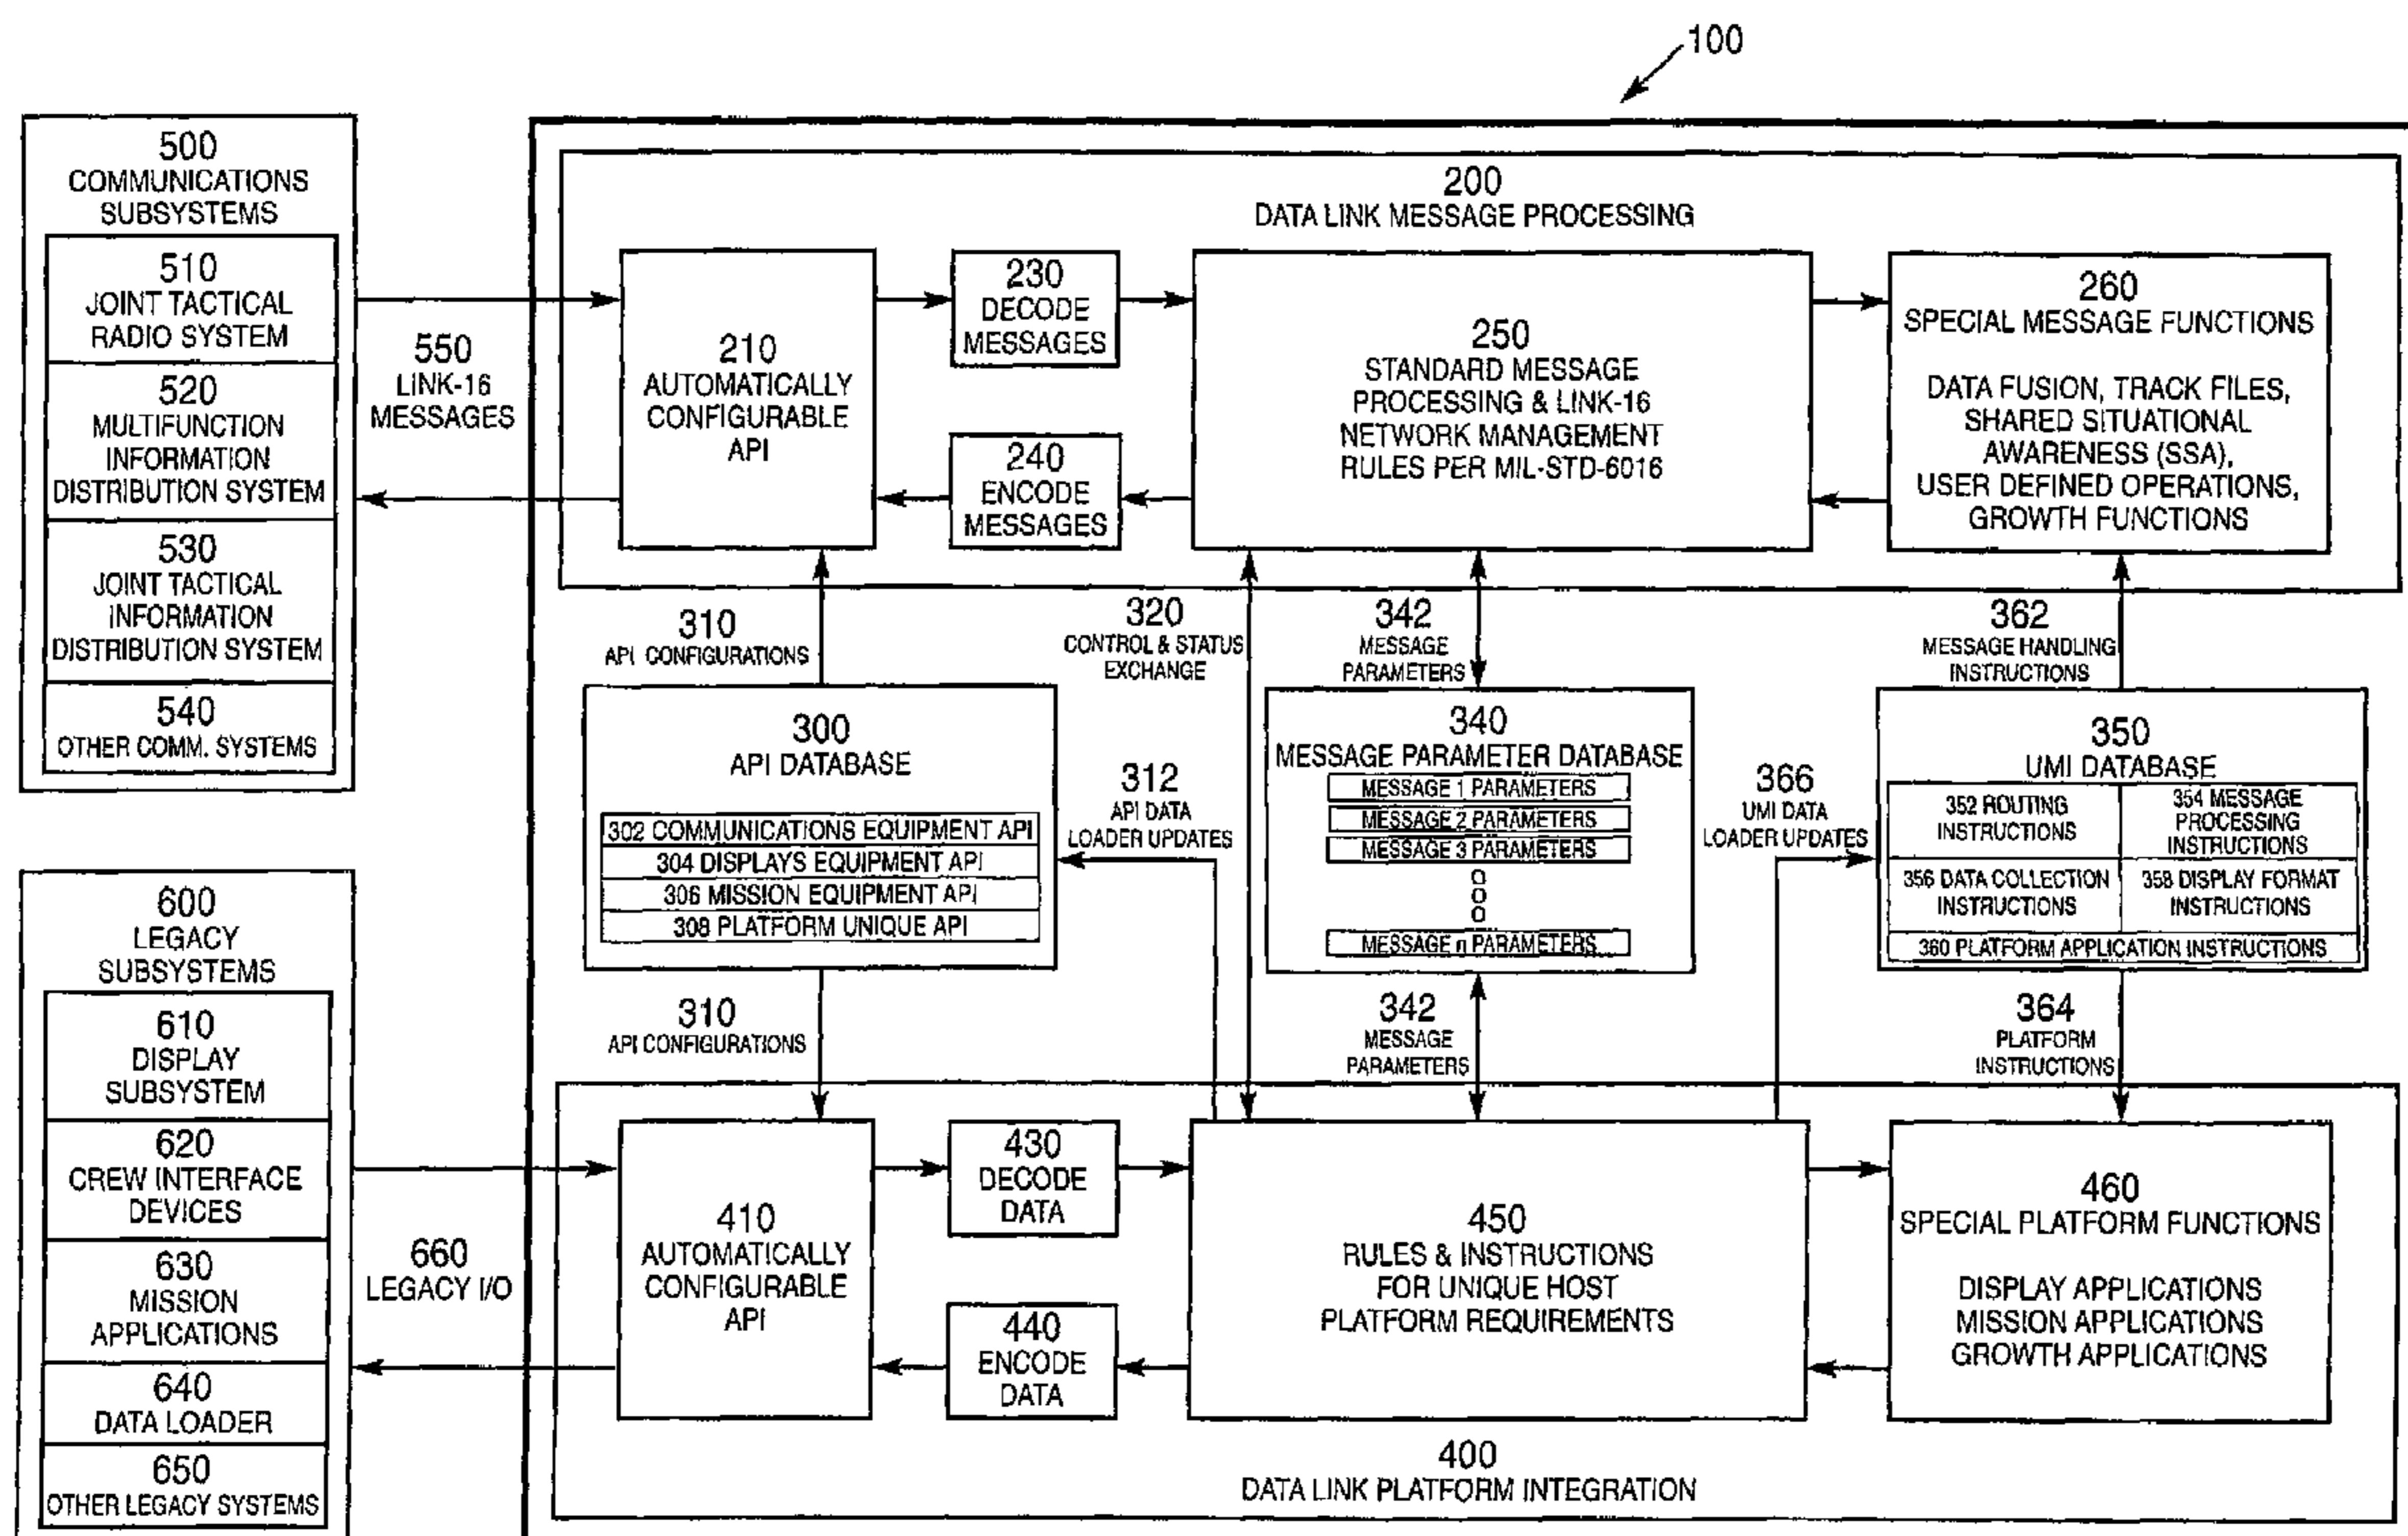 100
500
COMMUNICATIONS
SUBSYSTEMS
510
JOINT TACTICAL
RADIO SYSTEM
520
MULTIFUNCTION
INFORMATION
DISTRIBUTION SYSTEM
530
JOINT TACTICAL
INFORMATION
DISTRIBUTION SYSTEM
540
OTHER COMM. SYSTEMS
550
LINK-16
MESSAGES
200
DATA LINK MESSAGE PROCESSING
210
AUTOMATICALLY
CONFIGURABLE
API
230
DECODE
MESSAGES
240
ENCODE
MESSAGES
250
STANDARD MESSAGE
PROCESSING & LINK-16
NETWORK MANAGEMENT
RULES PER MIL-STD-6016
260
SPECIAL MESSAGE FUNCTIONS
DATA FUSION, TRACK FILES,
SHARED SITUATIONAL
AWARENESS (SSA),
USER DEFINED OPERATIONS,
GROWTH FUNCTIONS
310
API CONFIGURATIONS
320
CONTROL & STATUS
EXCHANGE
342
MESSAGE
PARAMETERS
362
MESSAGE HANDLING
INSTRUCTIONS
300
API DATABASE
302 COMMUNICATIONS EQUIPMENT API
304 DISPLAYS EQUIPMENT API
306 MISSION EQUIPMENT API
308 PLATFORM UNIQUE API
312
API DATA
LOADER UPDATES
340
MESSAGE PARAMETER DATABASE
MESSAGE 1 PARAMETERS
MESSAGE 2 PARAMETERS
MESSAGE 3 PARAMETERS
MESSAGE n PARAMETERS
366
UMI DATA
LOADER UPDATES
350
UMI DATABASE
352 ROUTING
INSTRUCTIONS
354 MESSAGE
PROCESSING
INSTRUCTIONS
356 DATA COLLECTION
INSTRUCTIONS
358 DISPLAY FORMAT
INSTRUCTIONS
360 PLATFORM APPLICATION INSTRUCTIONS
310
API CONFIGURATIONS
342
MESSAGE
PARAMETERS
364
PLATFORM
INSTRUCTIONS
600
LEGACY
SUBSYSTEMS
610
DISPLAY
SUBSYSTEM
620
CREW INTERFACE
DEVICES
630
MISSION
APPLICATIONS
640
DATA LOADER
650
OTHER LEGACY SYSTEMS
660
LEGACY I/O
410
AUTOMATICALLY
CONFIGURABLE
API
430
DECODE
DATA
440
ENCODE
DATA
450
RULES & INSTRUCTIONS
FOR UNIQUE HOST
PLATFORM REQUIREMENTS
460
SPECIAL PLATFORM FUNCTIONS
DISPLAY APPLICATIONS
MISSION APPLICATIONS
GROWTH APPLICATIONS
400
DATA LINK PLATFORM INTEGRATION